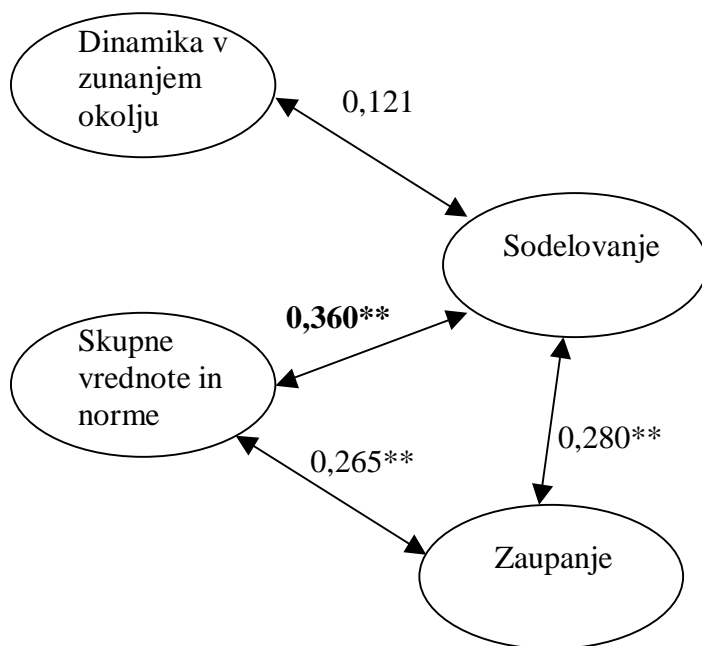 Dinamika v
zunanjem
okolju
0,121
Sodelovanje
0,360**
Skupne
vrednote in
norme
0,265**
0,280**
Zaupanje